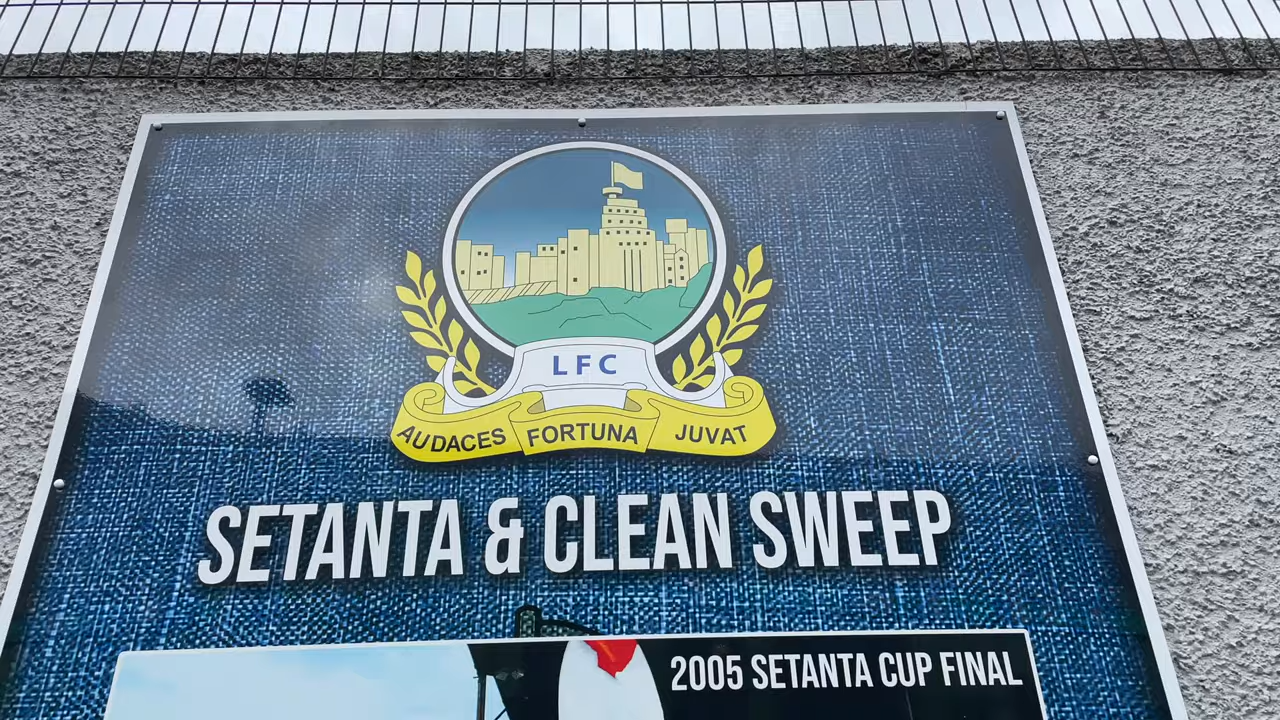 LFC
AUDACES FORTUNA JUVAT
SETANTA & CLEAN SWEEP
2005 SETANTA CUP FINAL